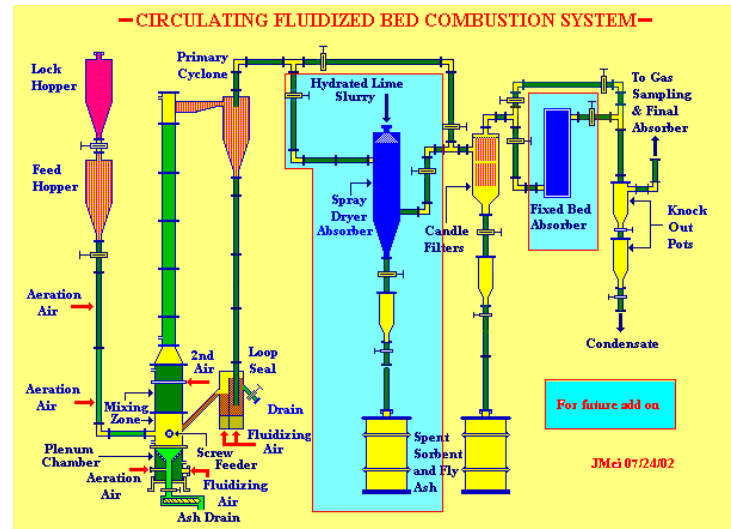 CIRCULATING FLUIDIZED BED COMBUSTION SYSTEM
Lock
Hopper
Feed
Hopper
Aeration
Air
Aeration
Air
Primary
Cyclone
2nd
Air
Loop
Seal
Mixing
Zone
Drain
Fluidizing
Air
Plenum
Chamber
Screw
Feeder
Aeration
Air
Fluidizing
Air
Ash Drain
Hydrated Lime
Slurry
Spray
Dryer
Absorber
Candle
Filters
Spent
Sorbent
and Fly
Ash
Fixed Bed
Absorber
To Gas
Sampling
& Final
Absorber
Knock
Out
Pots
Condensate
For future add on
JMei 07/24/02